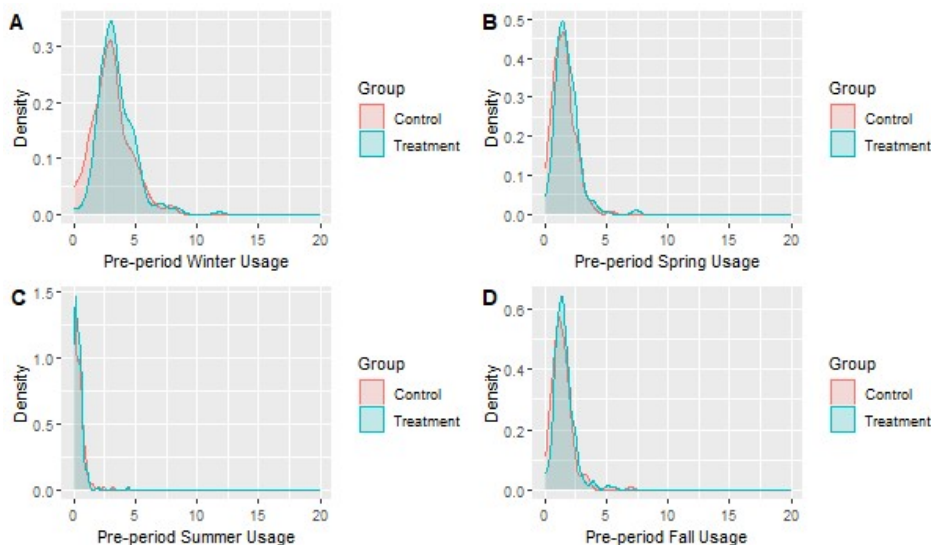 A
0.3
0.2
0.1
0.0
Density
0 5 10 15 20
Pre-period Winter Usage
Group
Control
Treatment
B
0.5
0.4
0.3
0.2
0.1
0.0
Density
0 5 10 15 20
Pre-period Spring Usage
Group
Control
Treatment
C
1.5
1.0
0.5
0.0
Density
0 5 10 15 20
Pre-period Summer Usage
Group
Control
Treatment
D
0.6
0.4
0.2
0.0
Density
0 5 10 15 20
Pre-period Fall Usage
Group
Control
Treatment